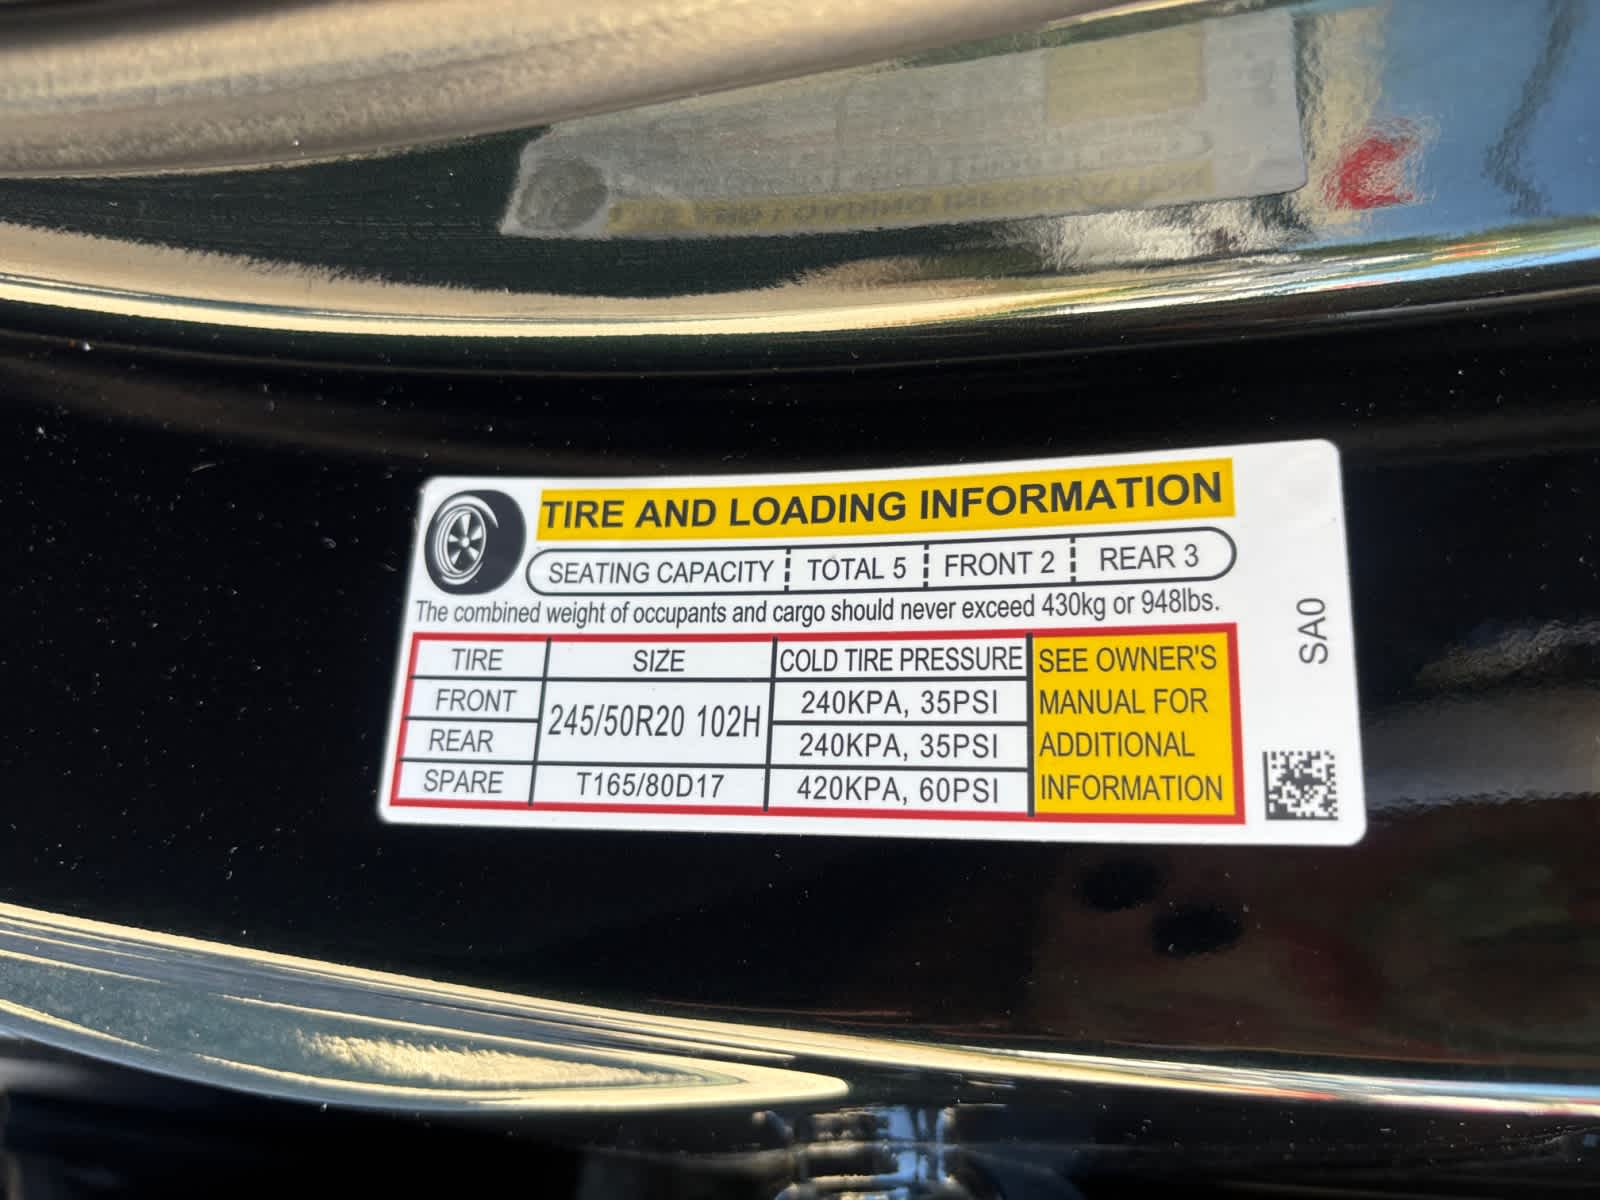 TIRE AND LOADING INFORMATION
SEATING CAPACITY TOTAL 5 FRONT 2 REAR 3
The combined weight of occupants and cargo should never exceed 430kg or 948lbs.
TIRE SIZE COLD TIRE PRESSURE
FRONT 245/50R20 102H 240KPA, 35PSI
REAR 240KPA, 35PSI
SPARE T165/80D17 420KPA, 60PSI
SEE OWNER'S
MANUAL FOR
ADDITIONAL
INFORMATION
SA0